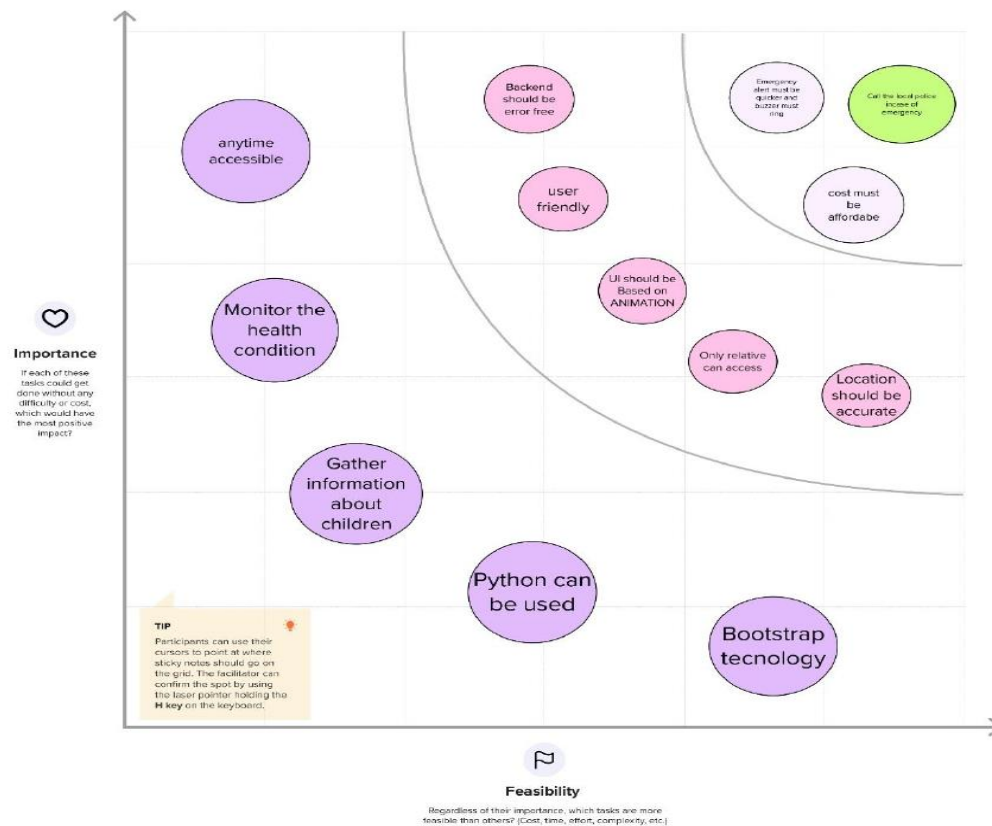 Backend
should be
error free
Emergency
alert must be
quicker and
buzzer must
ring
Call the local police
incase of
emergency
anytime
accessible
user
friendly
cost must
be
affordabe
UI should be
Based on
ANIMATION
Monitor the
health
condition
Only relative
can access
Location
should be
accurate
Importance
If each of these
tasks could get
done without any
difficulty or cost,
which would have
the most positive
impact?
Gather
information
about
children
Python can
be used
Bootstrap
tecnology
TIP
Participants can use their
cursors to point at where
sticky notes should go on
the grid. The facilitator can
confirm the spot by using
the laser pointer holding the
H key on the keyboard.
Feasibility
Regardless of their importance, which tasks are more
feasible than others? (Cost, time, effort, complexity, etc.)